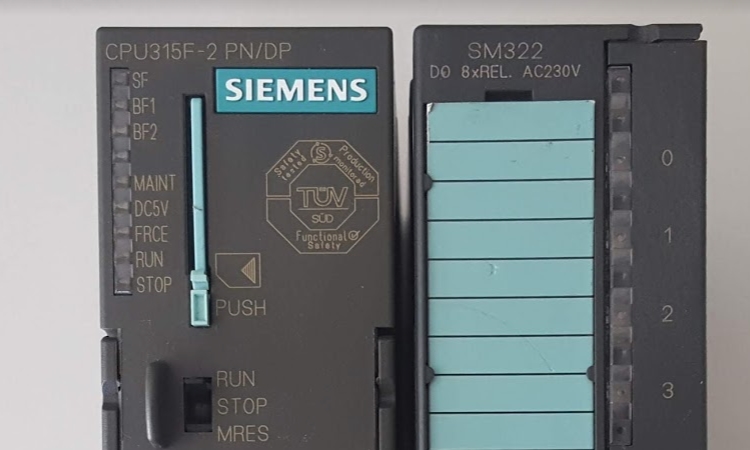 CPU315F-2 PN/DP
SIEMENS
SF
BF1
BF2
MAINT
DC5V
FRCE
RUN
STOP
Safety tested
S
Production monitored
TÜV
SÜD
Functional
Safety
PUSH
RUN
STOP
MRES
SM322
DO 8xREL. AC230V
0
1
2
3